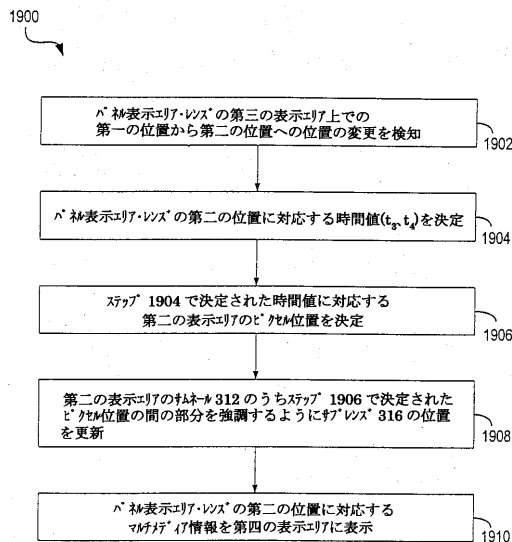 1900
パネル表示エリア・レンズの第三の表示エリア上での
第一の位置から第二の位置への位置の変更を検知
1902
パネル表示エリア・レンズの第二の位置に対応する時間値(t₃、t₄)を決定
1904
ステップ 1904 で決定された時間値に対応する
第二の表示エリアのピクセル位置を決定
1906
第二の表示エリアのサムネール 312 のうちステップ 1906 で決定された
ピクセル位置の間の部分を強調するようにサブレンズ 316 の位置
を更新
1908
パネル表示エリア・レンズの第二の位置に対応する
マルチメディア情報を第四の表示エリアに表示
1910